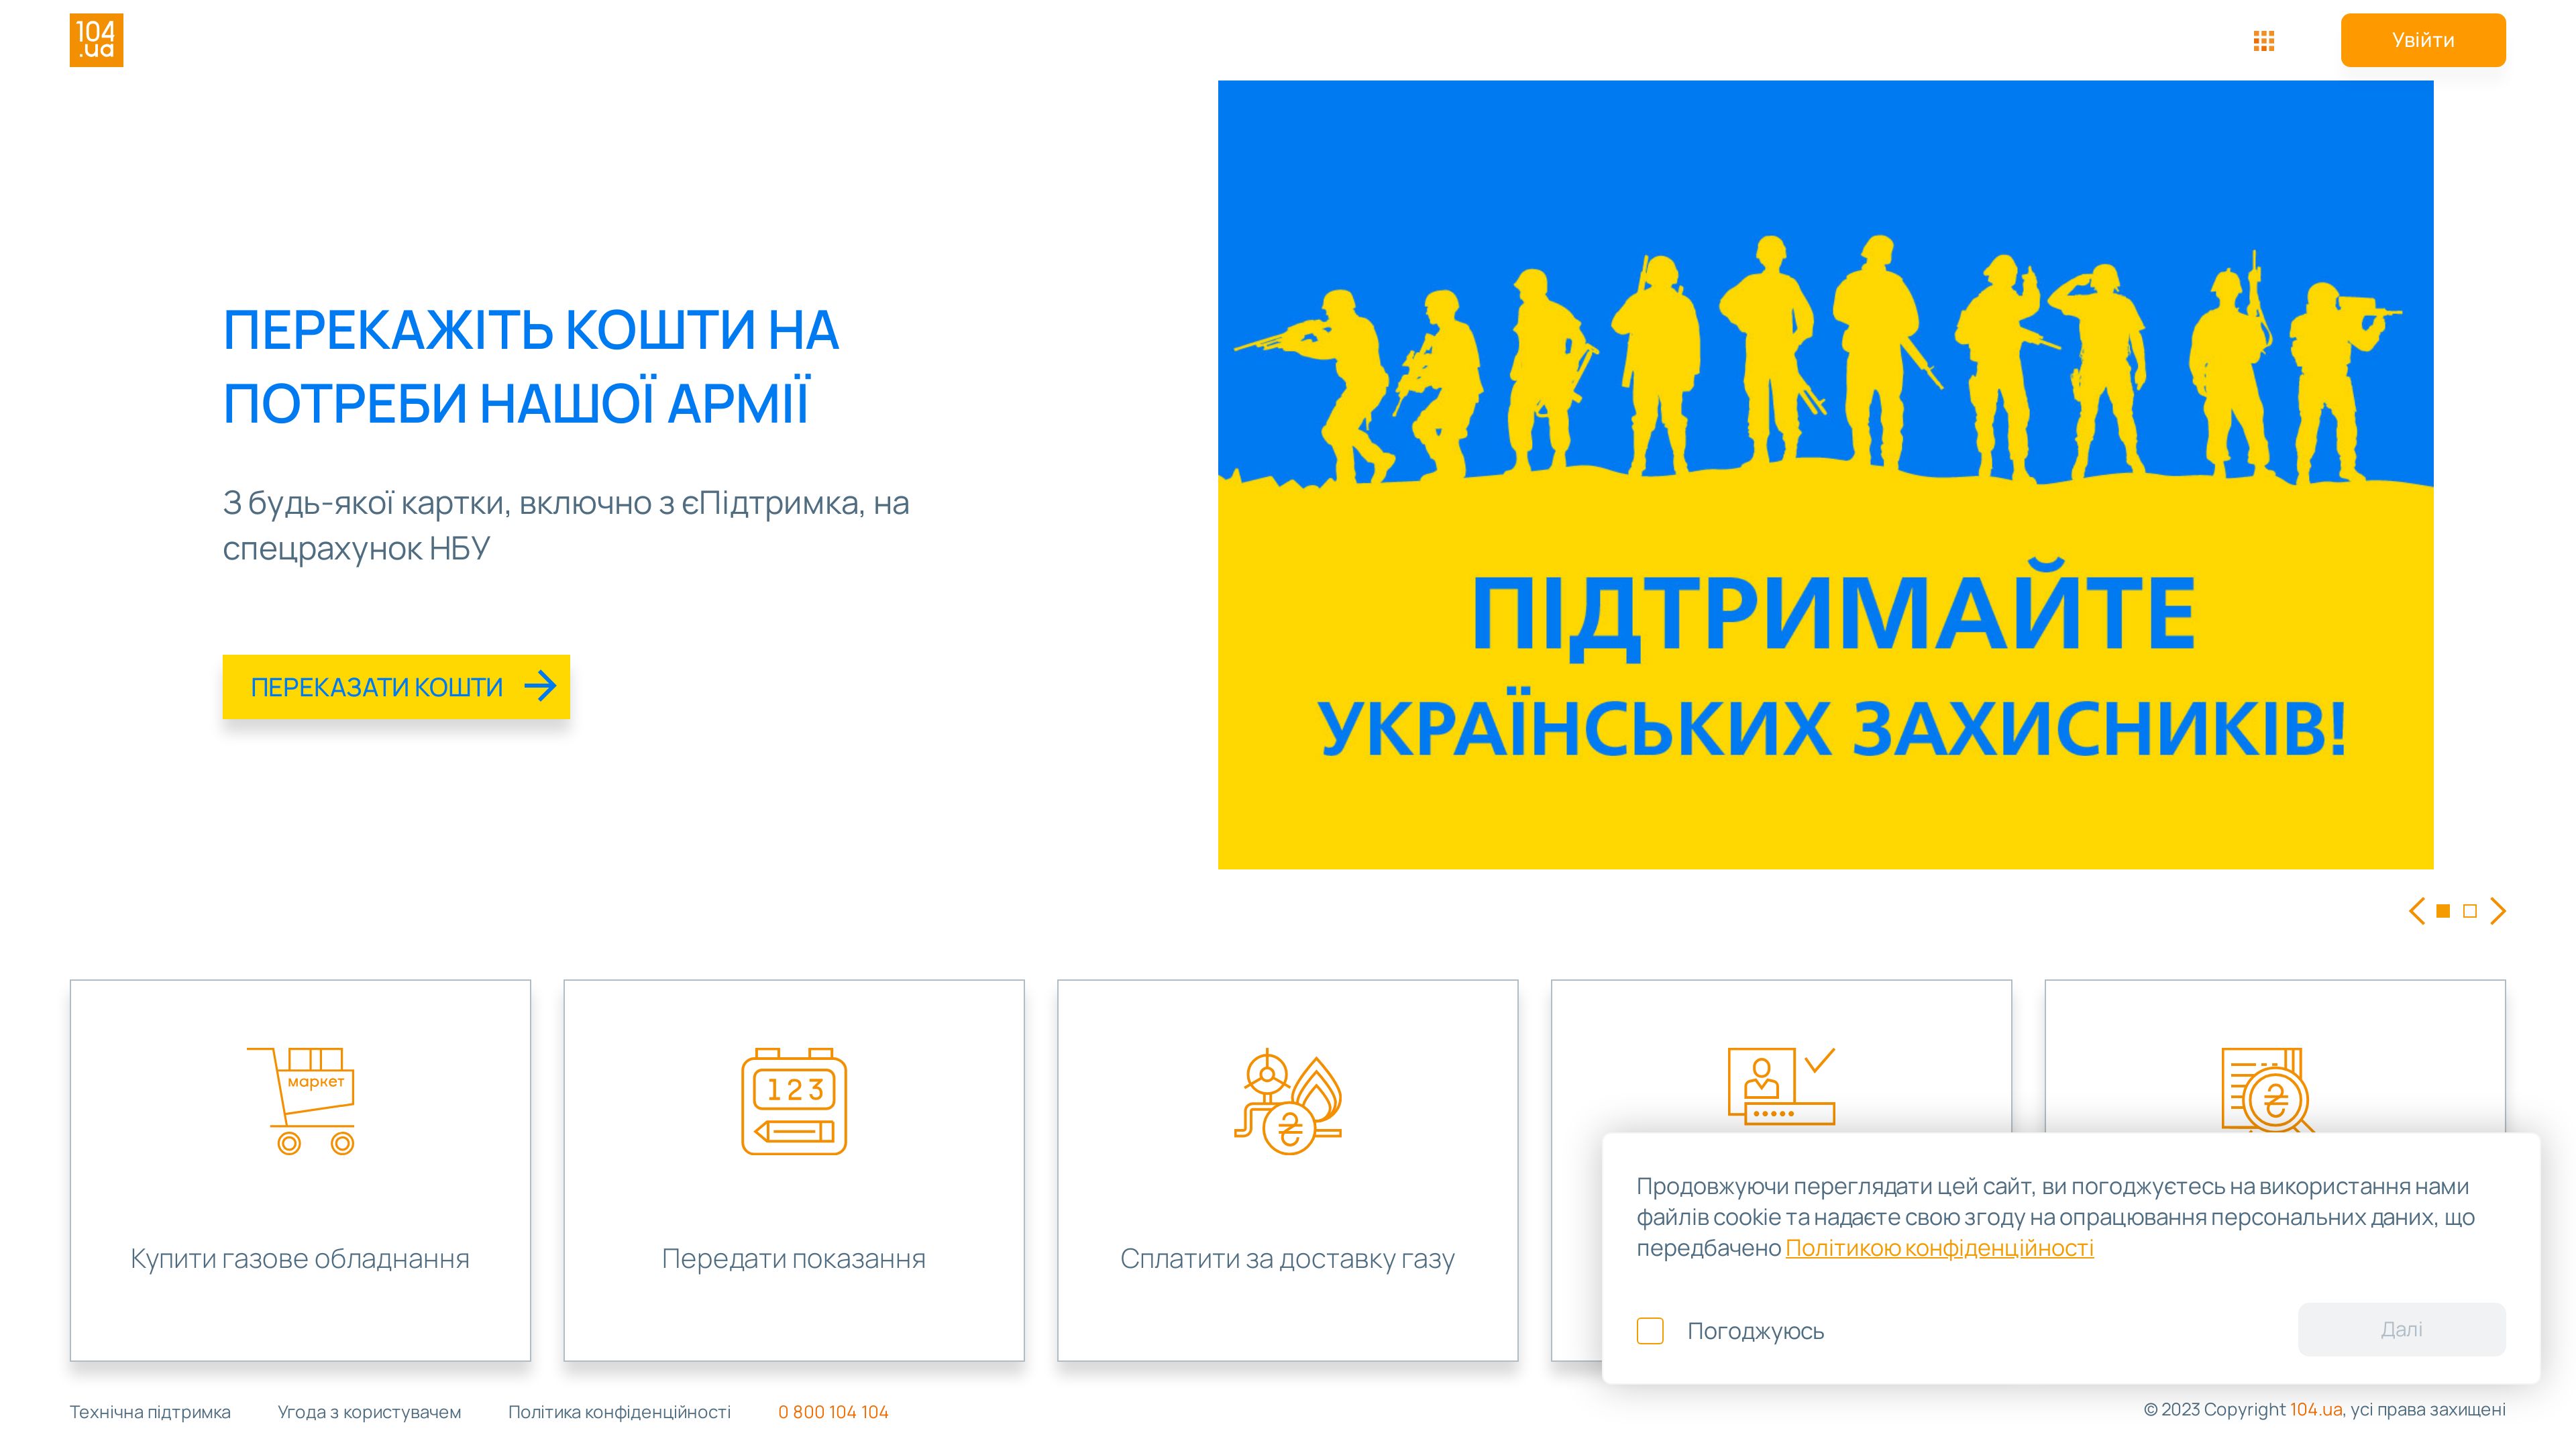 104
.ua
Увійти
ПЕРЕКАЖІТЬ КОШТИ НА
ПОТРЕБИ НАШОЇ АРМІЇ
З будь-якої картки, включно з єПідтримка, на
спецрахунок НБУ
ПЕРЕКАЗАТИ КОШТИ
ПІДТРИМАЙТЕ
УКРАЇНСЬКИХ ЗАХИСНИКІВ!
маркет
Купити газове обладнання
123
Передати показання
₴
Сплатити за доставку газу
₴
Продовжуючи переглядати цей сайт, ви погоджуєтесь на використання нами
файлів cookie та надаєте свою згоду на опрацювання персональних даних, що
передбачено Політикою конфіденційності
Погоджуюсь
Далі
Технічна підтримка
Угода з користувачем
Політика конфіденційності
0 800 104 104
© 2023 Copyright 104.ua, усі права захищені